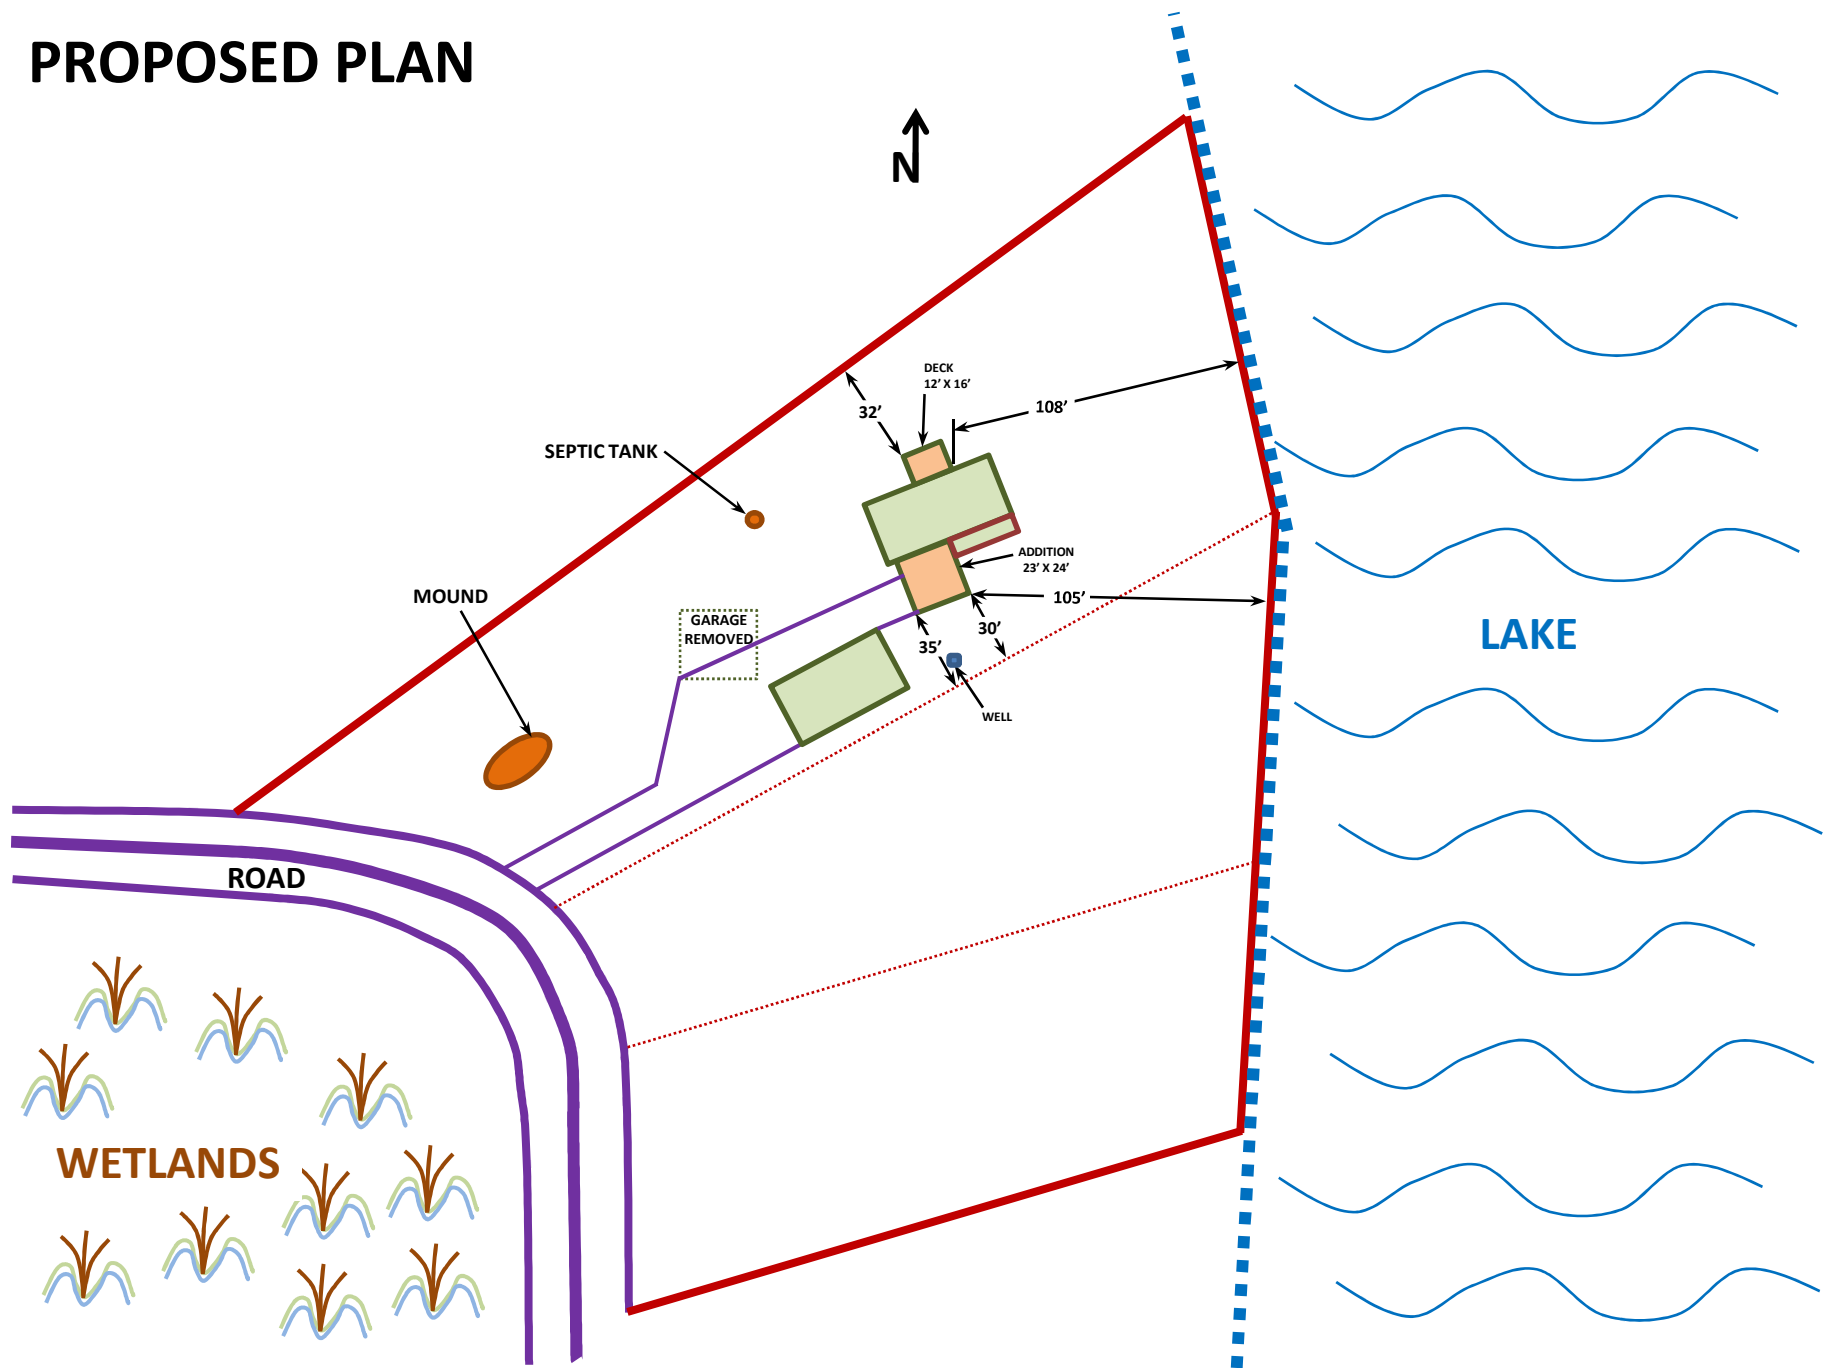 PROPOSED PLAN
N
DECK
12’ X 16’
32’
108’
SEPTIC TANK
ADDITION
23’ X 24’
MOUND
105’
GARAGE
REMOVED
30’
35’
WELL
LAKE
ROAD
WETLANDS